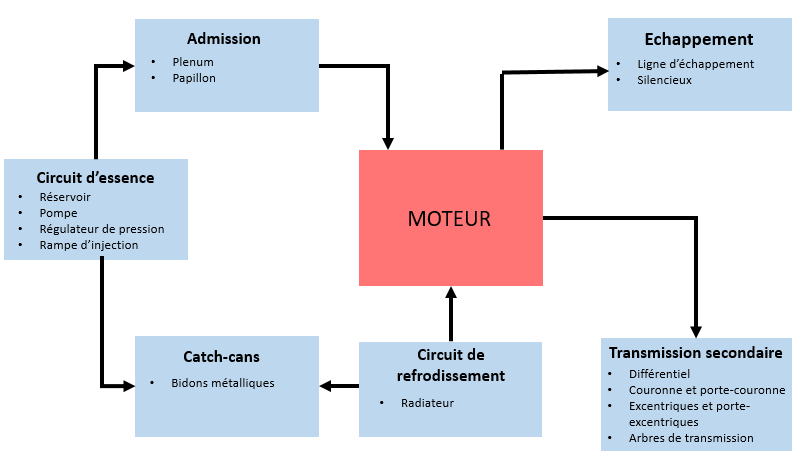 Admission
• Plenum
• Papillon
Echappement
• Ligne d'échappement
• Silencieux
Circuit d'essence
• Réservoir
• Pompe
• Régulateur de pression
• Rampe d'injection
MOTEUR
Catch-cans
• Bidons métalliques
Circuit de
refrodissement
• Radiateur
Transmission secondaire
• Différentiel
• Couronne et porte-couronne
• Excentriques et porte-
excentriques
• Arbres de transmission